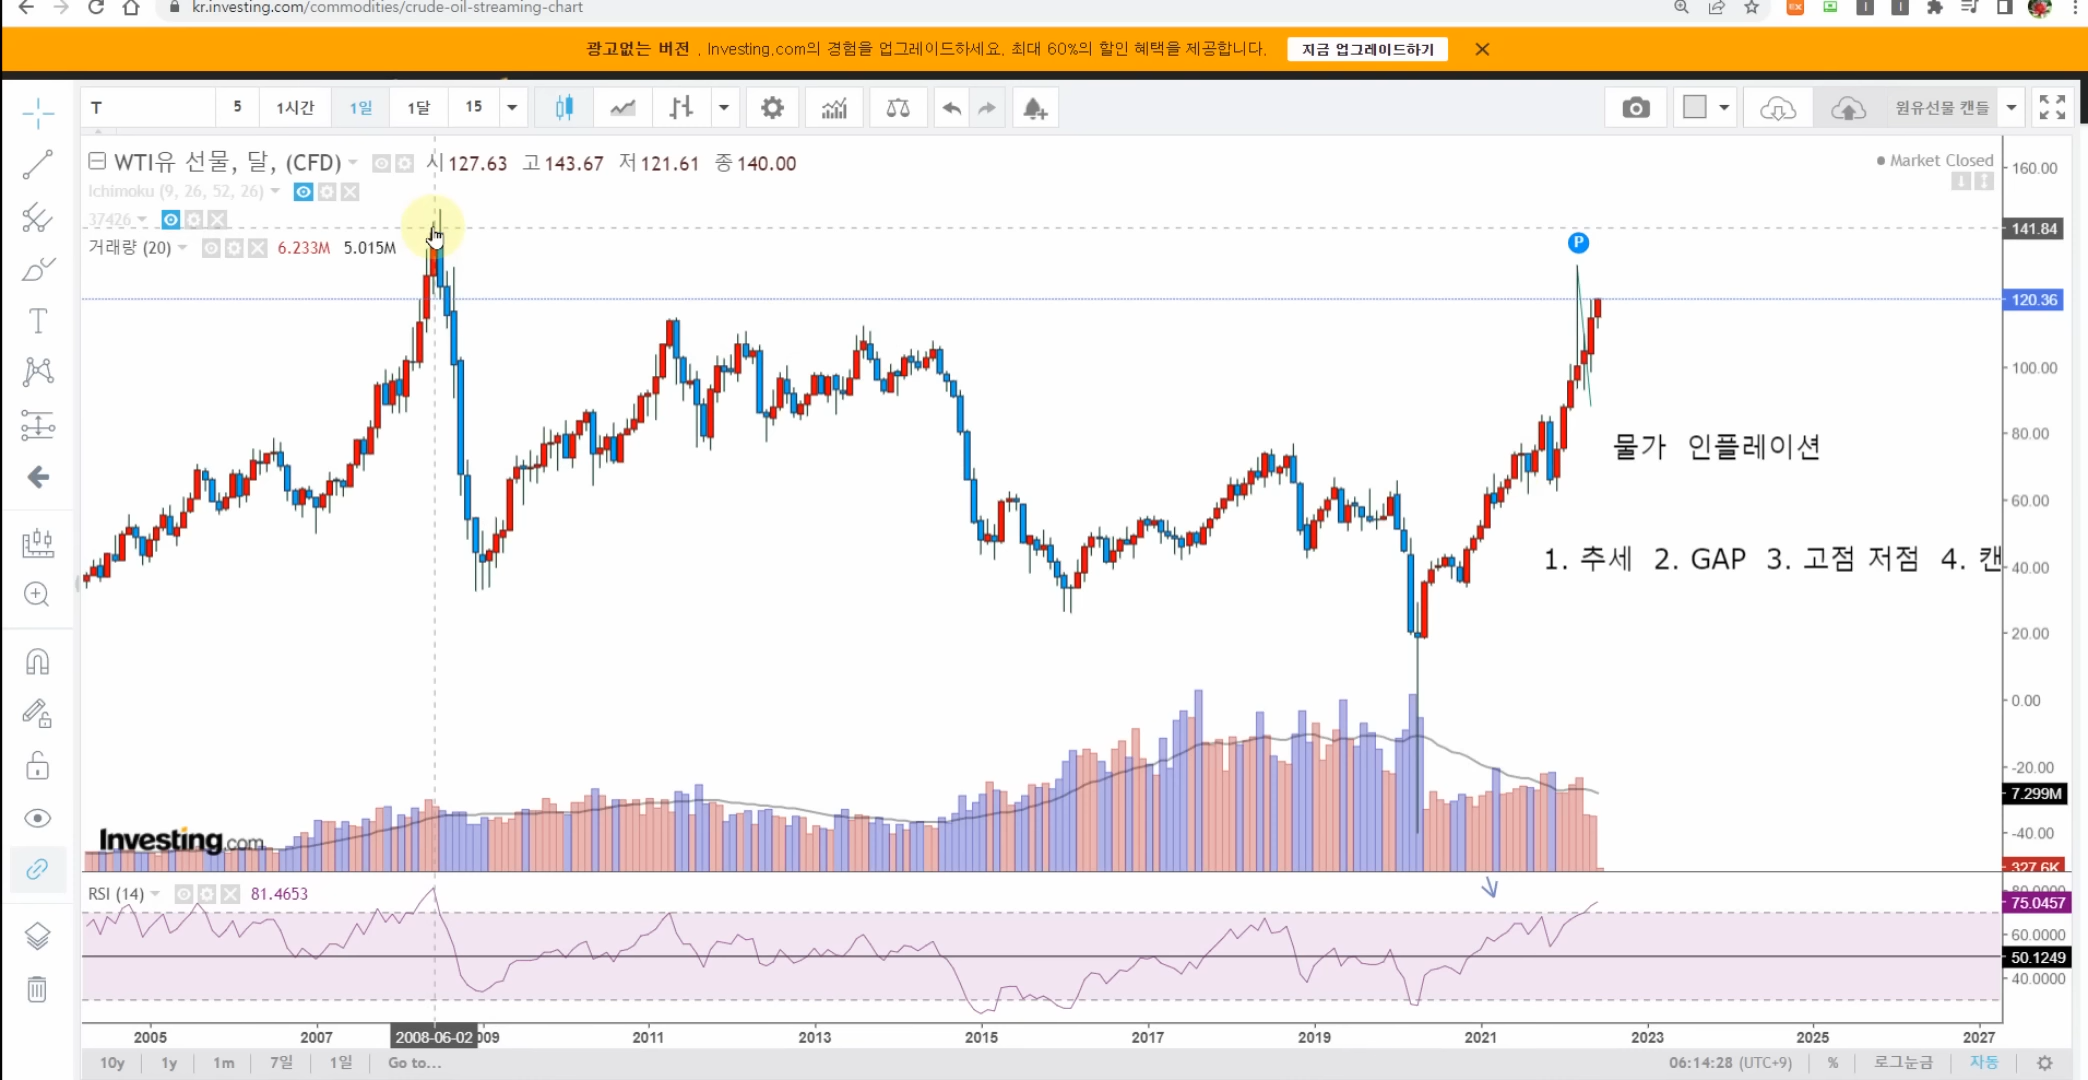 kr.investing.com/commodities/crude-oil-streaming-chart
광고없는 버전 . Investing.com의 경험을 업그레이드하세요. 최대 60%의 할인 혜택을 제공합니다. 지금 업그레이드하기
T 5 1시간 1일 1달 15 원유선물 캔들
WTI유 선물, 달, (CFD) 시 127.63 고 143.67 저 121.61 종 140.00
Market Closed
Ichimoku (9, 26, 52, 26)
37426
거래량 (20) 6.233M 5.015M
160.00
141.84
P
120.36
100.00
80.00
물가 인플레이션
60.00
1. 추세 2. GAP 3. 고점 저점 4. 캔
40.00
20.00
0.00
-20.00
7.299M
-40.00
Investing.com
327.6K
RSI (14) 81.4653
80.0000
75.0457
60.0000
50.1249
40.0000
2005 2007 2008-06-02 009 2011 2013 2015 2017 2019 2021 2023 2025 2027
10y 1y 1m 7일 1일 Go to... 06:14:28 (UTC+9) % 로그눈금 자동